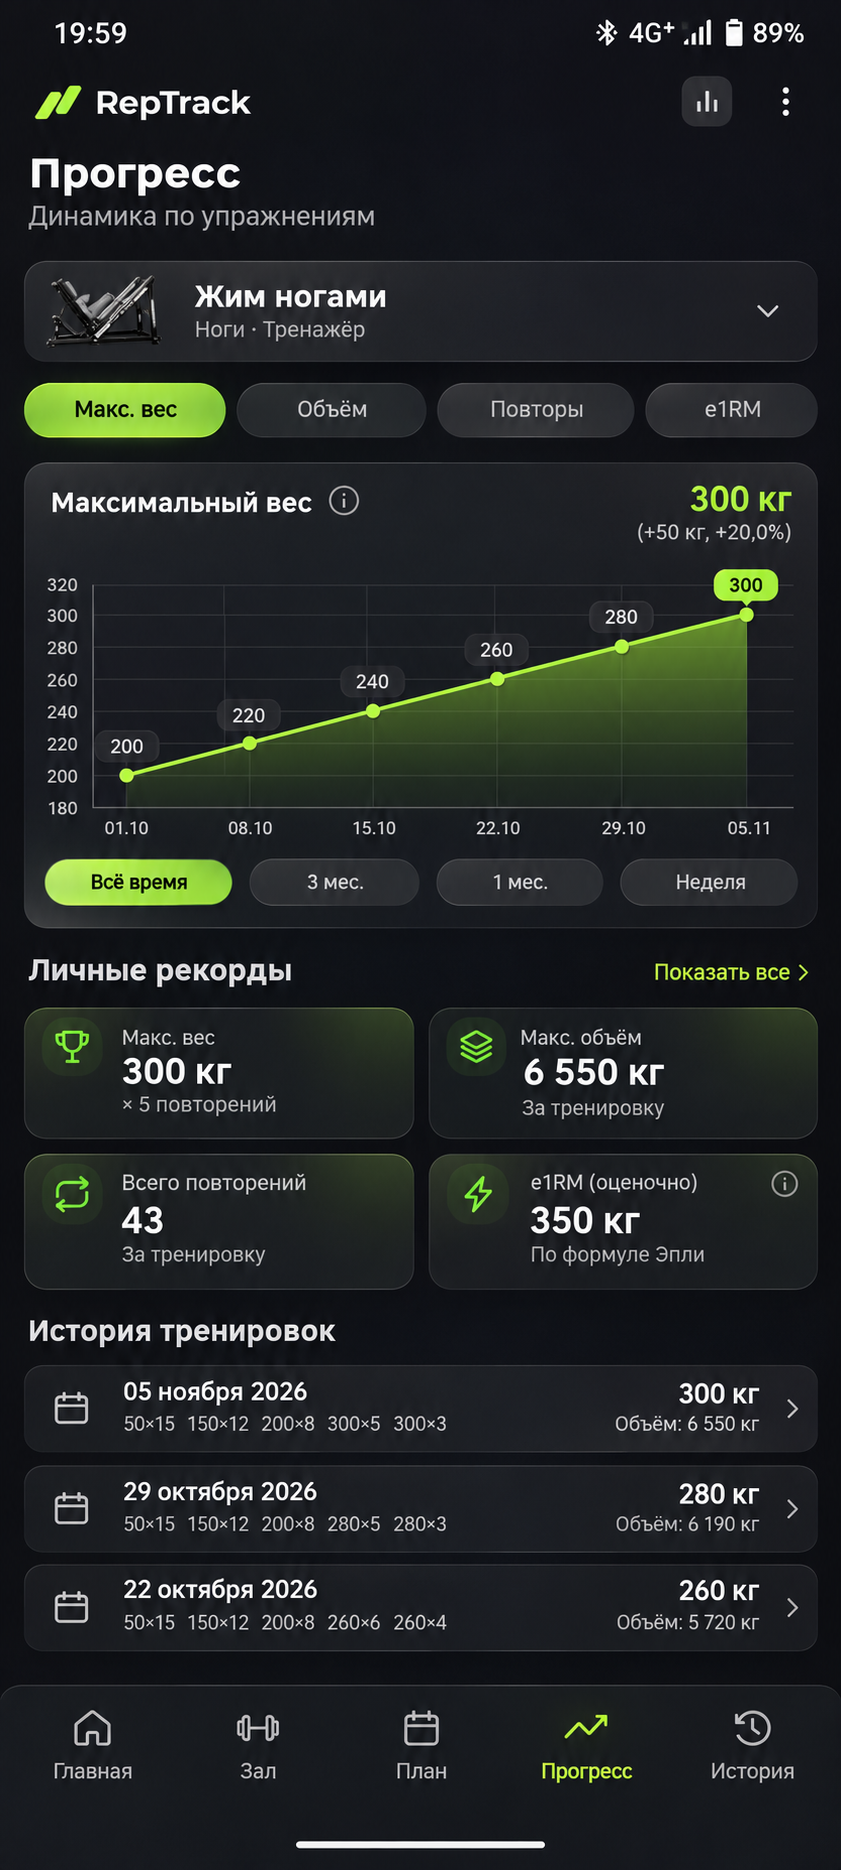 19:59
4G+ 89%
RepTrack
Прогресс
Динамика по упражнениям
Жим ногами
Ноги · Тренажёр
Макс. вес Объём Повторы e1RM
Максимальный вес
300 кг
(+50 кг, +20,0%)
320
300
280
260
240
220
200
180
200
220
240
260
280
300
01.10 08.10 15.10 22.10 29.10 05.11
Всё время 3 мес. 1 мес. Неделя
Личные рекорды
Показать все
Макс. вес
300 кг
× 5 повторений
Макс. объём
6 550 кг
За тренировку
Всего повторений
43
За тренировку
e1RM (оценочно)
350 кг
По формуле Эпли
История тренировок
05 ноября 2026
50×15 150×12 200×8 300×5 300×3
300 кг
Объём: 6 550 кг
29 октября 2026
50×15 150×12 200×8 280×5 280×3
280 кг
Объём: 6 190 кг
22 октября 2026
50×15 150×12 200×8 260×6 260×4
260 кг
Объём: 5 720 кг
Главная Зал План Прогресс История